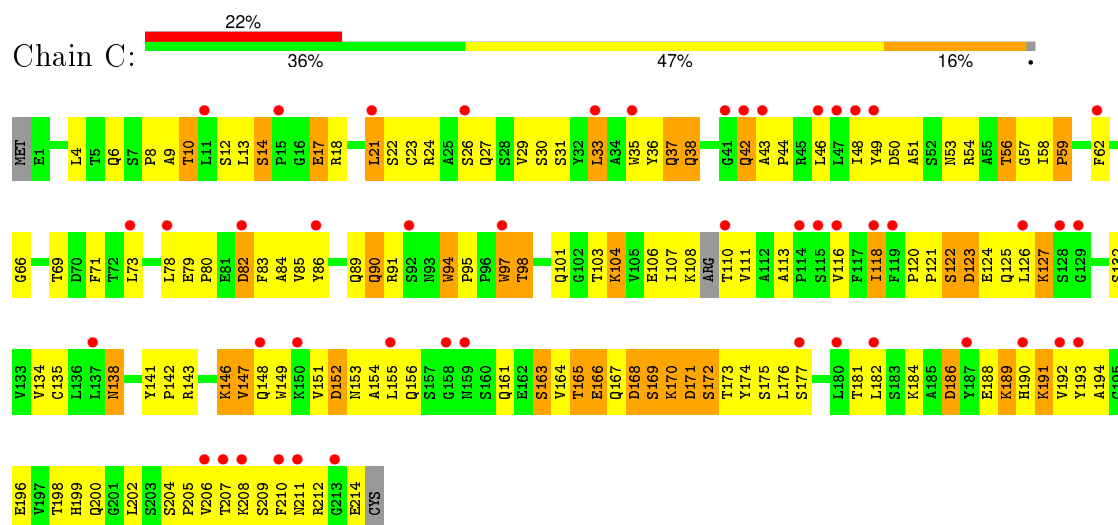 22%
Chain C: 36% 47% 16% •
MET E1 L4 T5 Q6 S7 P8 A9 T10 L11 S12 L13 S14 P15 G16 E17 R18 L21 S22 C23 R24 A25 S26 Q27 S28 V29 S30 S31 Y32 L33 A34 W35 Y36 Q37 Q38 G41 Q42 A43 P44 R45 L46 L47 I48 Y49 D50 A51 S52 N53 R54 A55 T56 G57 I58 P59 F62
G66 T69 D70 F71 T72 L73 L78 E79 P80 E81 D82 F83 A84 V85 Y86 Q89 Q90 R91 S92 N93 W94 P95 P96 W97 T98 Q101 G102 T103 K104 V105 E106 I107 K108 ARG T110 V111 A112 A113 P114 S115 V116 F117 I118 F119 P120 P121 S122 D123 E124 Q125 L126 K127 S128 G129 S132
V133 V134 C135 L136 L137 N138 Y141 P142 R143 K146 V147 Q148 W149 K150 V151 D152 N153 A154 L155 Q156 S157 G158 N159 S160 Q161 E162 S163 V164 T165 E166 Q167 D168 S169 K170 D171 S172 T173 Y174 S175 L176 S177 L180 T181 L182 S183 K184 A185 D186 Y187 E188 K189 H190 K191 V192 Y193 A194 C195
E196 V197 T198 H199 Q200 G201 L202 S203 S204 P205 V206 T207 K208 S209 F210 N211 R212 G213 E214 CYS